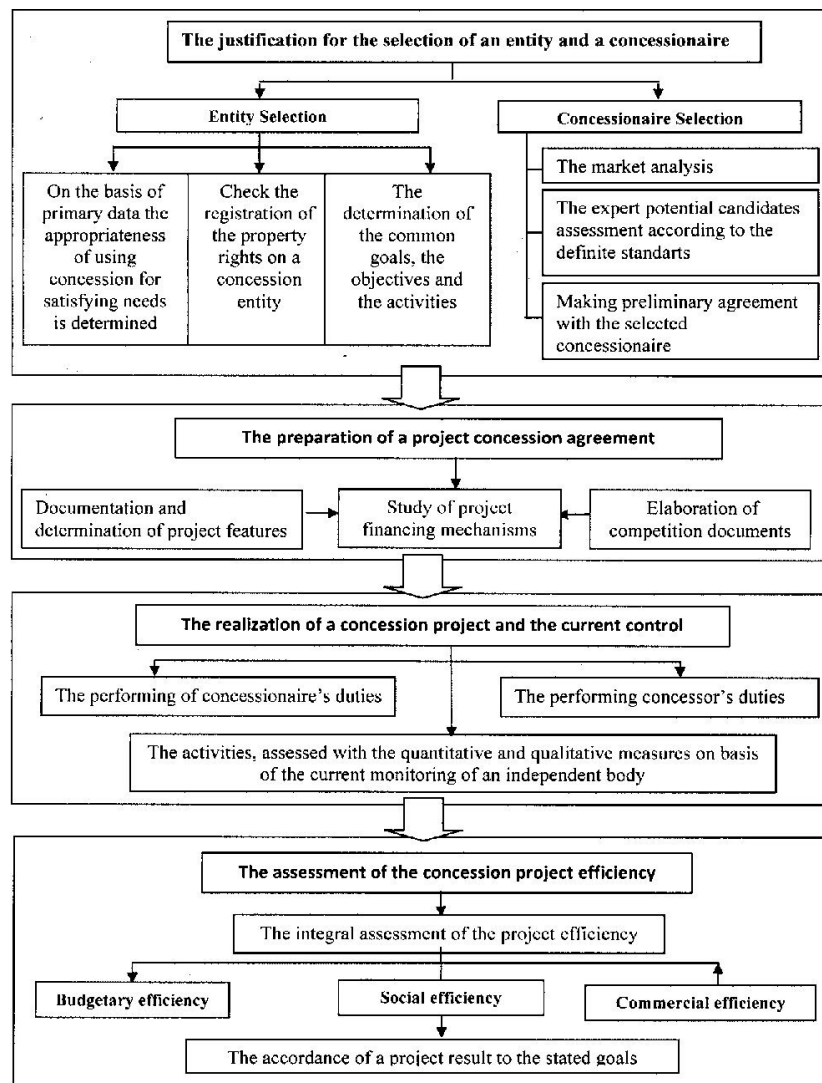 The justification for the selection of an entity and a concessionaire
Entity Selection
Concessionaire Selection
On the basis of
primary data the
appropriateness
of using
concession for
satisfying needs
is determined
Check the
registration of
the property
rights on a
concession
entity
The
determination of
the common
goals, the
objectives and
the activities
The market analysis
The expert potential candidates
assessment according to the
definite standarts
Making preliminary agreement
with the selected
concessionaire
The preparation of a project concession agreement
Documentation and
determination of project features
Study of project
financing mechanisms
Elaboration of
competition documents
The realization of a concession project and the current control
The performing of concessionaire's duties
The performing concessor's duties
The activities, assessed with the quantitative and qualitative measures on basis
of the current monitoring of an independent body
The assessment of the concession project efficiency
The integral assessment of the project efficiency
Budgetary efficiency
Social efficiency
Commercial efficiency
The accordance of a project result to the stated goals